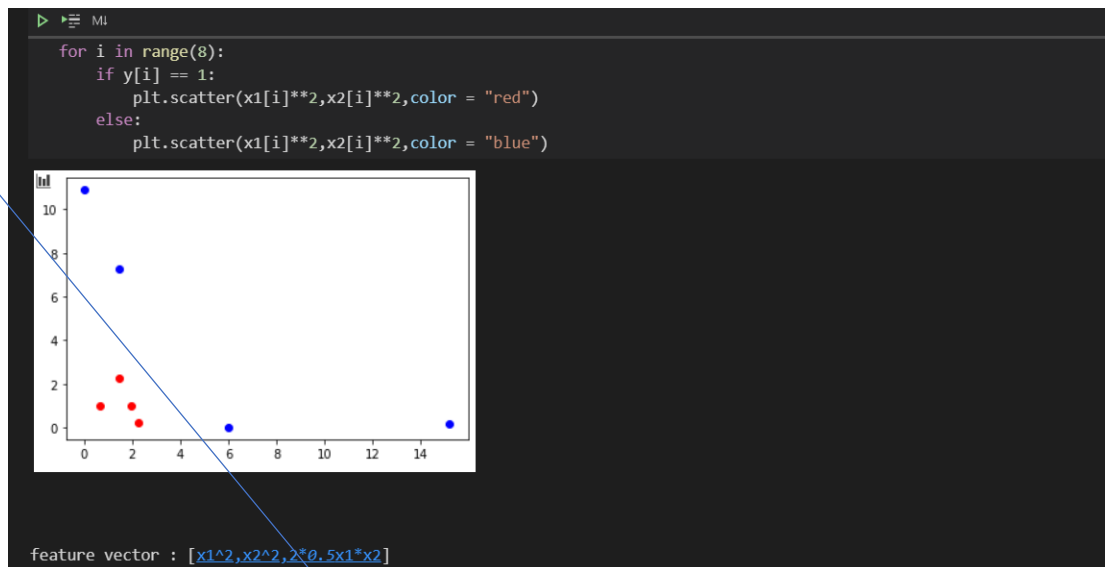 M↓
for i in range(8):
if y[i] == 1:
plt.scatter(x1[i]**2,x2[i]**2,color = "red")
else:
plt.scatter(x1[i]**2,x2[i]**2,color = "blue")
10
8
6
4
2
0
0 2 4 6 8 10 12 14
feature vector : [x1^2,x2^2,2*0.5x1*x2]